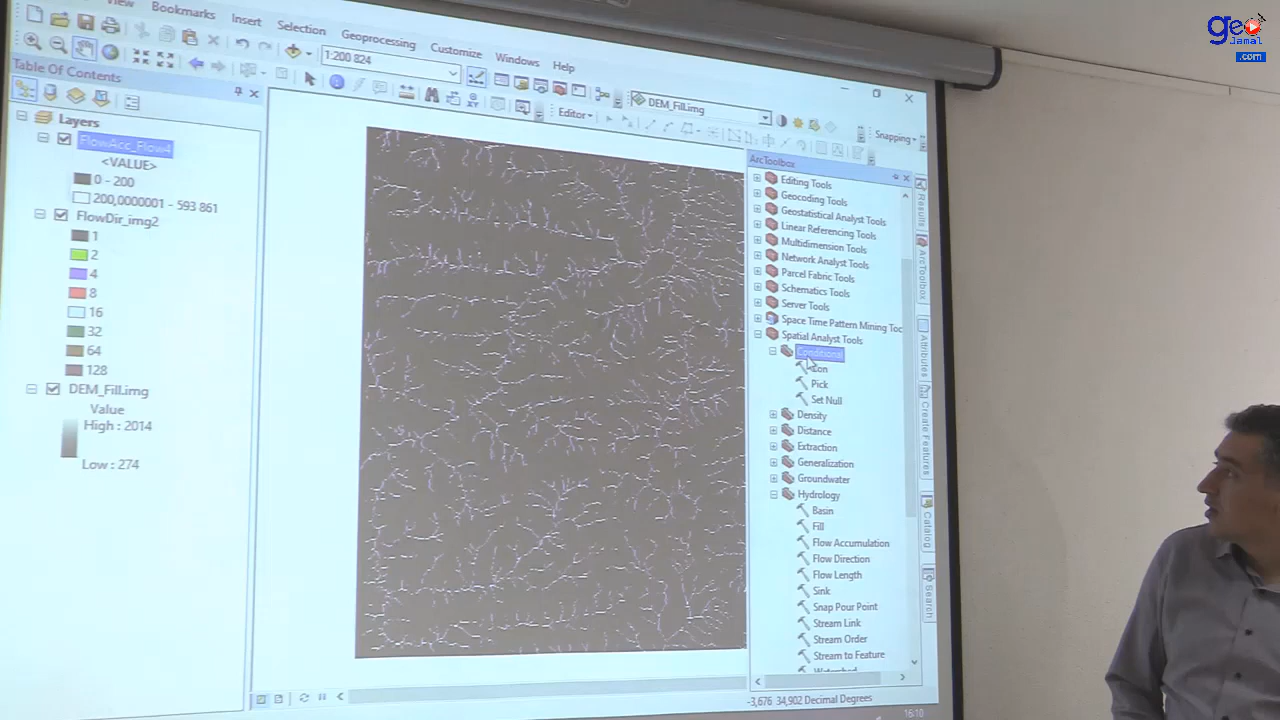 geo
Jamal
.com
View
Bookmarks
Insert
Selection
Geoprocessing
Customize
Windows
Help
1:200 824
DEM_Fill.img
Editor
Snapping
Table Of Contents
Layers
FlowAcc_Flow4
<VALUE>
0 - 200
200,0000001 - 593 861
FlowDir_img2
1
2
4
8
16
32
64
128
DEM_Fill.img
Value
High : 2014
Low : 274
ArcToolbox
Editing Tools
Geocoding Tools
Geostatistical Analyst Tools
Linear Referencing Tools
Multidimension Tools
Network Analyst Tools
Parcel Fabric Tools
Schematics Tools
Server Tools
Space Time Pattern Mining Toc
Spatial Analyst Tools
Conditional
Con
Pick
Set Null
Density
Distance
Extraction
Generalization
Groundwater
Hydrology
Basin
Fill
Flow Accumulation
Flow Direction
Flow Length
Sink
Snap Pour Point
Stream Link
Stream Order
Stream to Feature
Watershed
Results
ArcToolbox
Attributes
Create Features
Catalog
Search
-3,676 34,902 Decimal Degrees
16:10